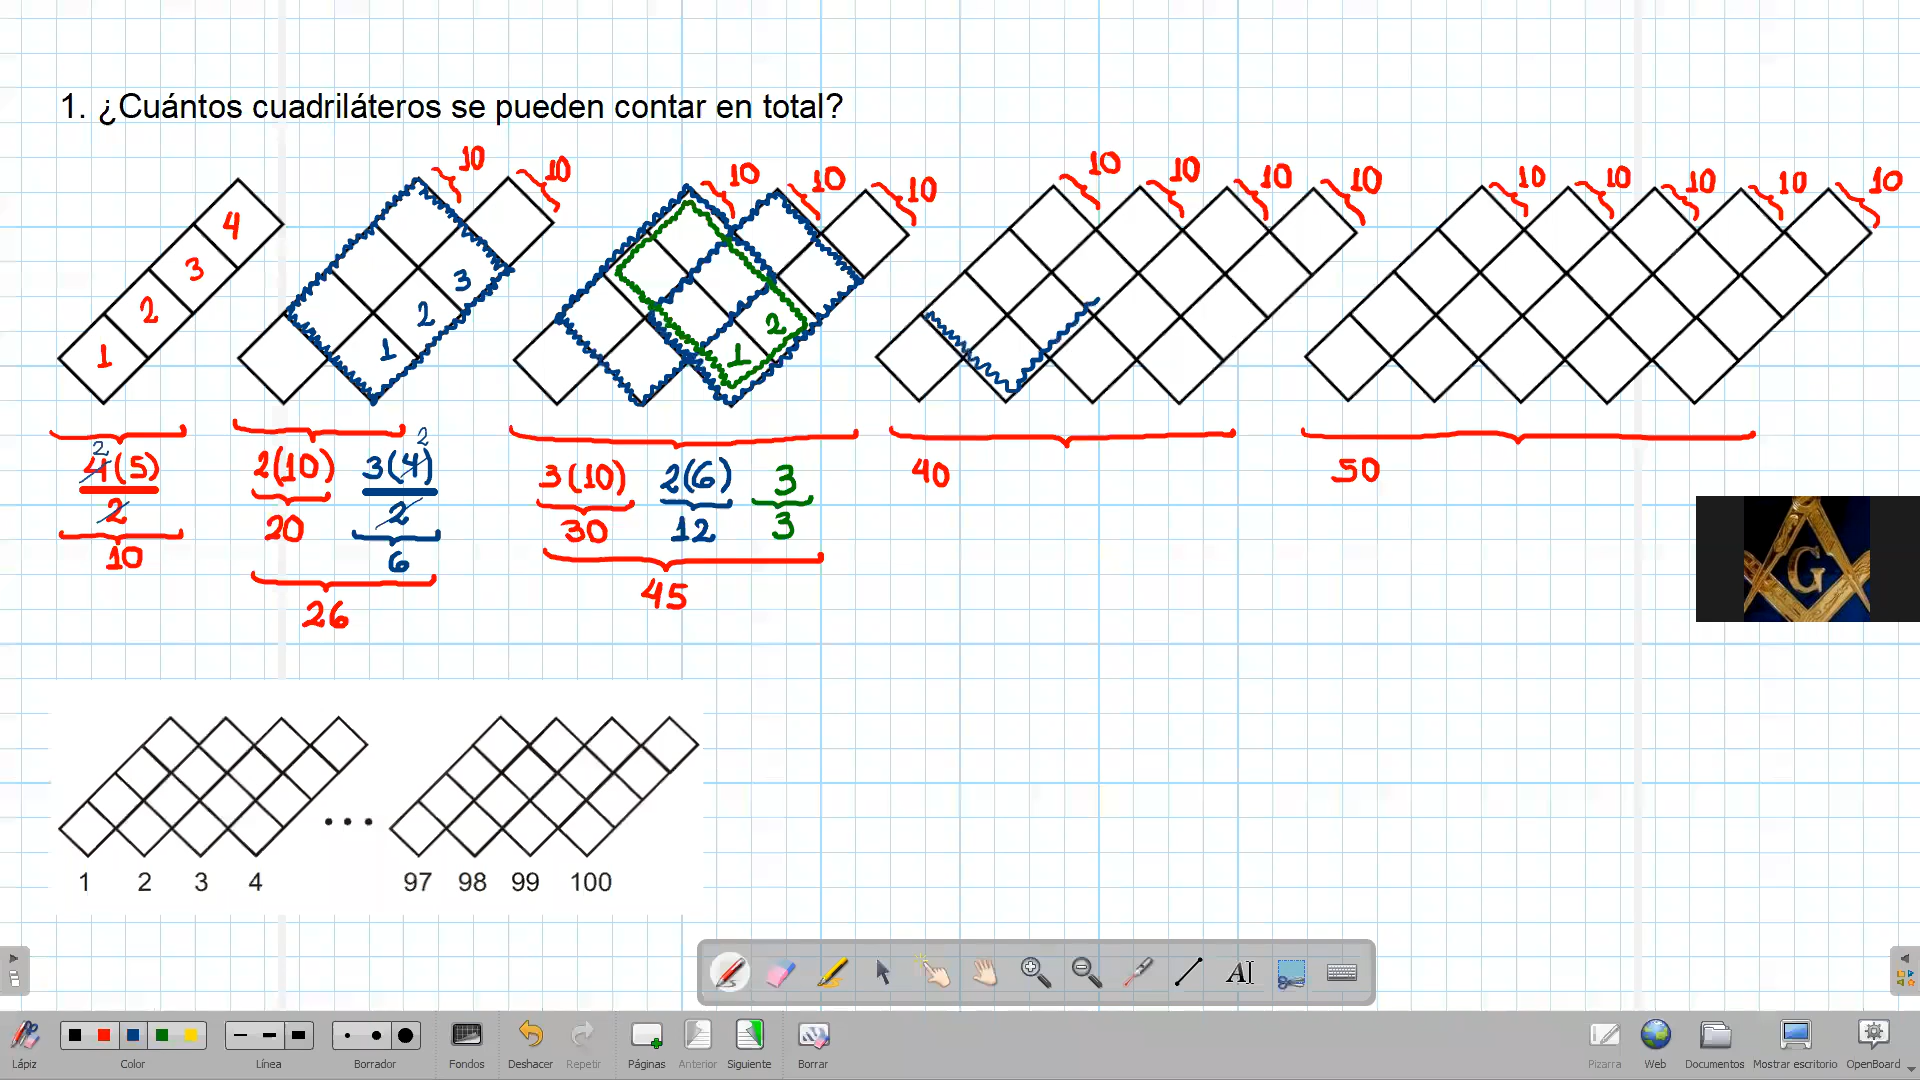 1. ¿Cuántos cuadriláteros se pueden contar en total?
10 10 10 10 10 10 10 10 10 10 10 10 10 10
4 3 2 1
3 2 1
2 1
2
4(5)
2
10
2(10) 3(4) 2
20 2
6
26
3(10) 2(6) 3
30 12 3
45
40
50
G
1 2 3 4 97 98 99 100
Lápiz Color Línea Borrador Fondos Deshacer Repetir Páginas Anterior Siguiente Borrar Pizarra Web Documentos Mostrar escritorio OpenBoard